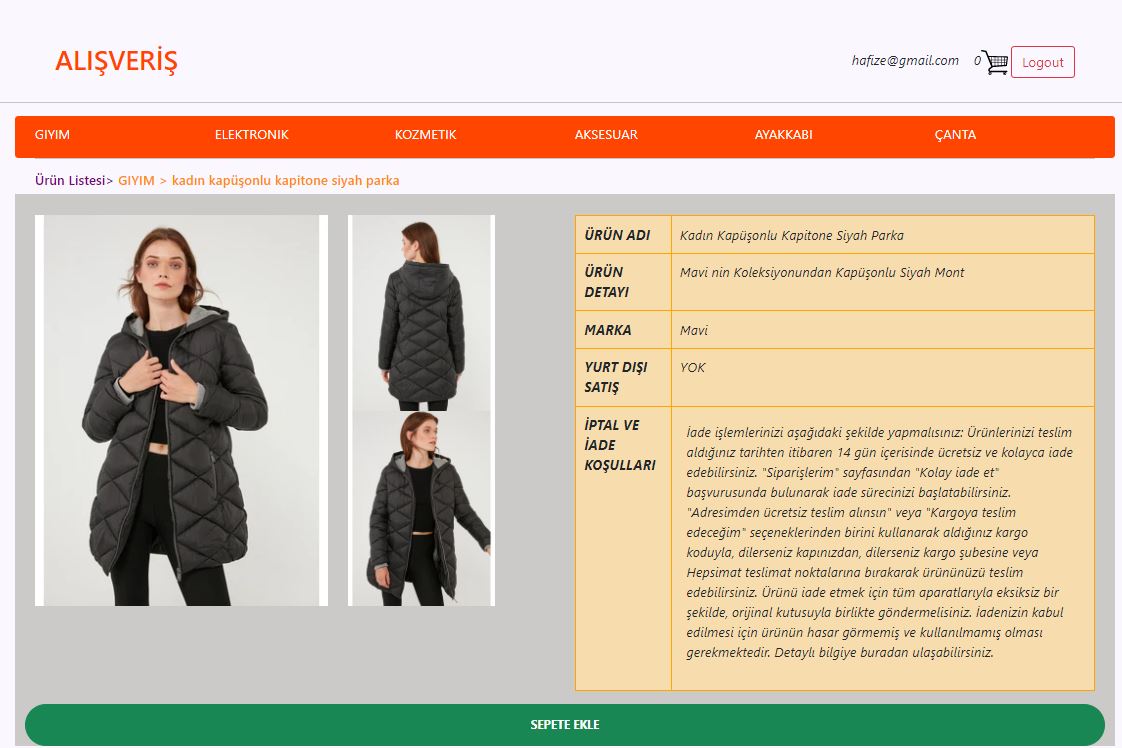 ALIŞVERİŞ
hafize@gmail.com 0 Logout
GIYIM ELEKTRONIK KOZMETIK AKSESUAR AYAKKABI ÇANTA
Ürün Listesi> GIYIM > kadın kapüşonlu kapitone siyah parka
ÜRÜN ADI Kadın Kapüşonlu Kapitone Siyah Parka
ÜRÜN DETAYI
Mavi nin Koleksiyonundan Kapüşonlu Siyah Mont
MARKA Mavi
YURT DIŞI
SATIŞ
YOK
İPTAL VE
İADE
KOŞULLARI
İade işlemlerinizi aşağıdaki şekilde yapmalısınız: Ürünlerinizi teslim
aldığınız tarihten itibaren 14 gün içerisinde ücretsiz ve kolayca iade
edebilirsiniz. "Siparişlerim" sayfasından "Kolay iade et"
başvurusunda bulunarak iade sürecinizi başlatabilirsiniz.
"Adresimden ücretsiz teslim alınsın" veya "Kargoya teslim
edeceğim" seçeneklerinden birini kullanarak aldığınız kargo
koduyla, dilerseniz kapınızdan, dilerseniz kargo şubesine veya
Hepsimat teslimat noktalarına bırakarak ürününüzü teslim
edebilirsiniz. Ürünü iade etmek için tüm aparatlarıyla eksiksiz bir
şekilde, orijinal kutusuyla birlikte göndermelisiniz. İadenizin kabul
edilmesi için ürünün hasar görmemiş ve kullanılmamış olması
gerekmektedir. Detaylı bilgiye buradan ulaşabilirsiniz.
SEPETE EKLE